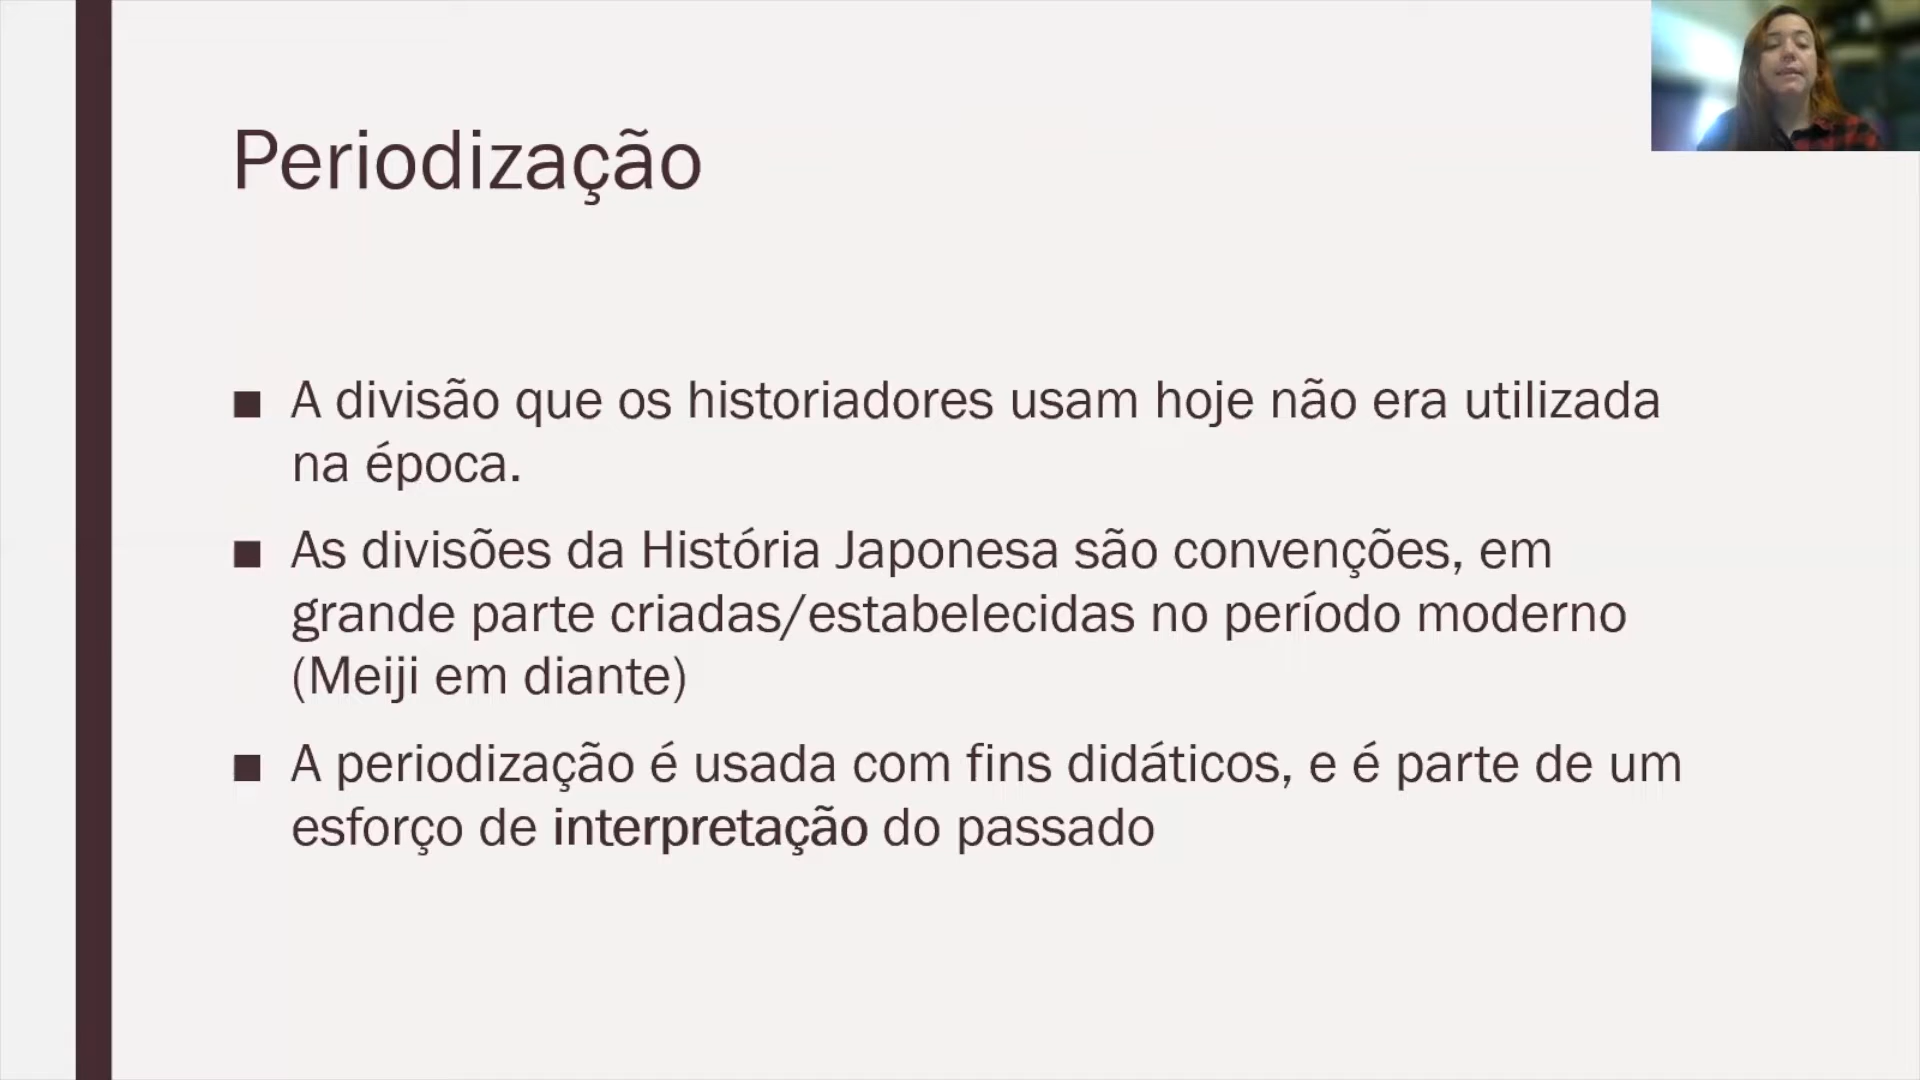 Periodização
■ A divisão que os historiadores usam hoje não era utilizada
na época.
■ As divisões da História Japonesa são convenções, em
grande parte criadas/estabelecidas no período moderno
(Meiji em diante)
■ A periodização é usada com fins didáticos, e é parte de um
esforço de interpretação do passado